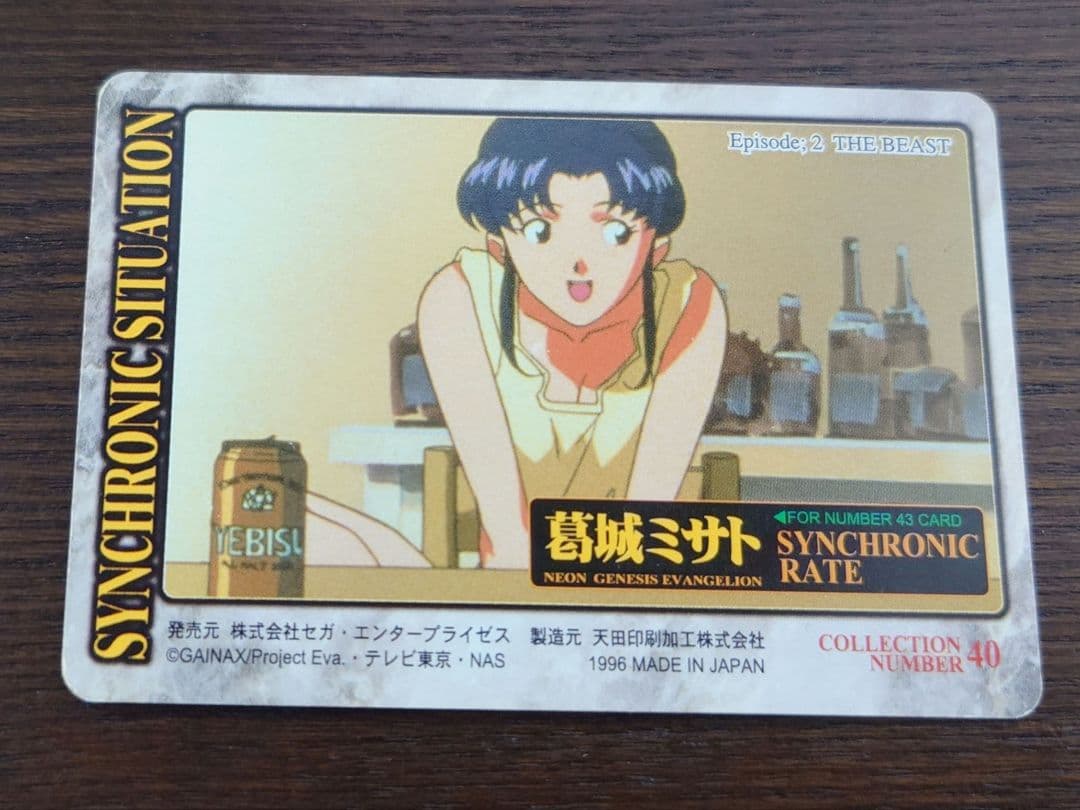 SYNCHRONIC SITUATION
Episode; 2 THE BEAST
YEBISU
葛城ミサト
NEON GENESIS EVANGELION
◀FOR NUMBER 43 CARD
SYNCHRONIC
RATE
発売元 株式会社セガ・エンタープライゼス 製造元 天田印刷加工株式会社
©GAINAX/Project Eva.・テレビ東京・NAS 1996 MADE IN JAPAN
COLLECTION
NUMBER 40